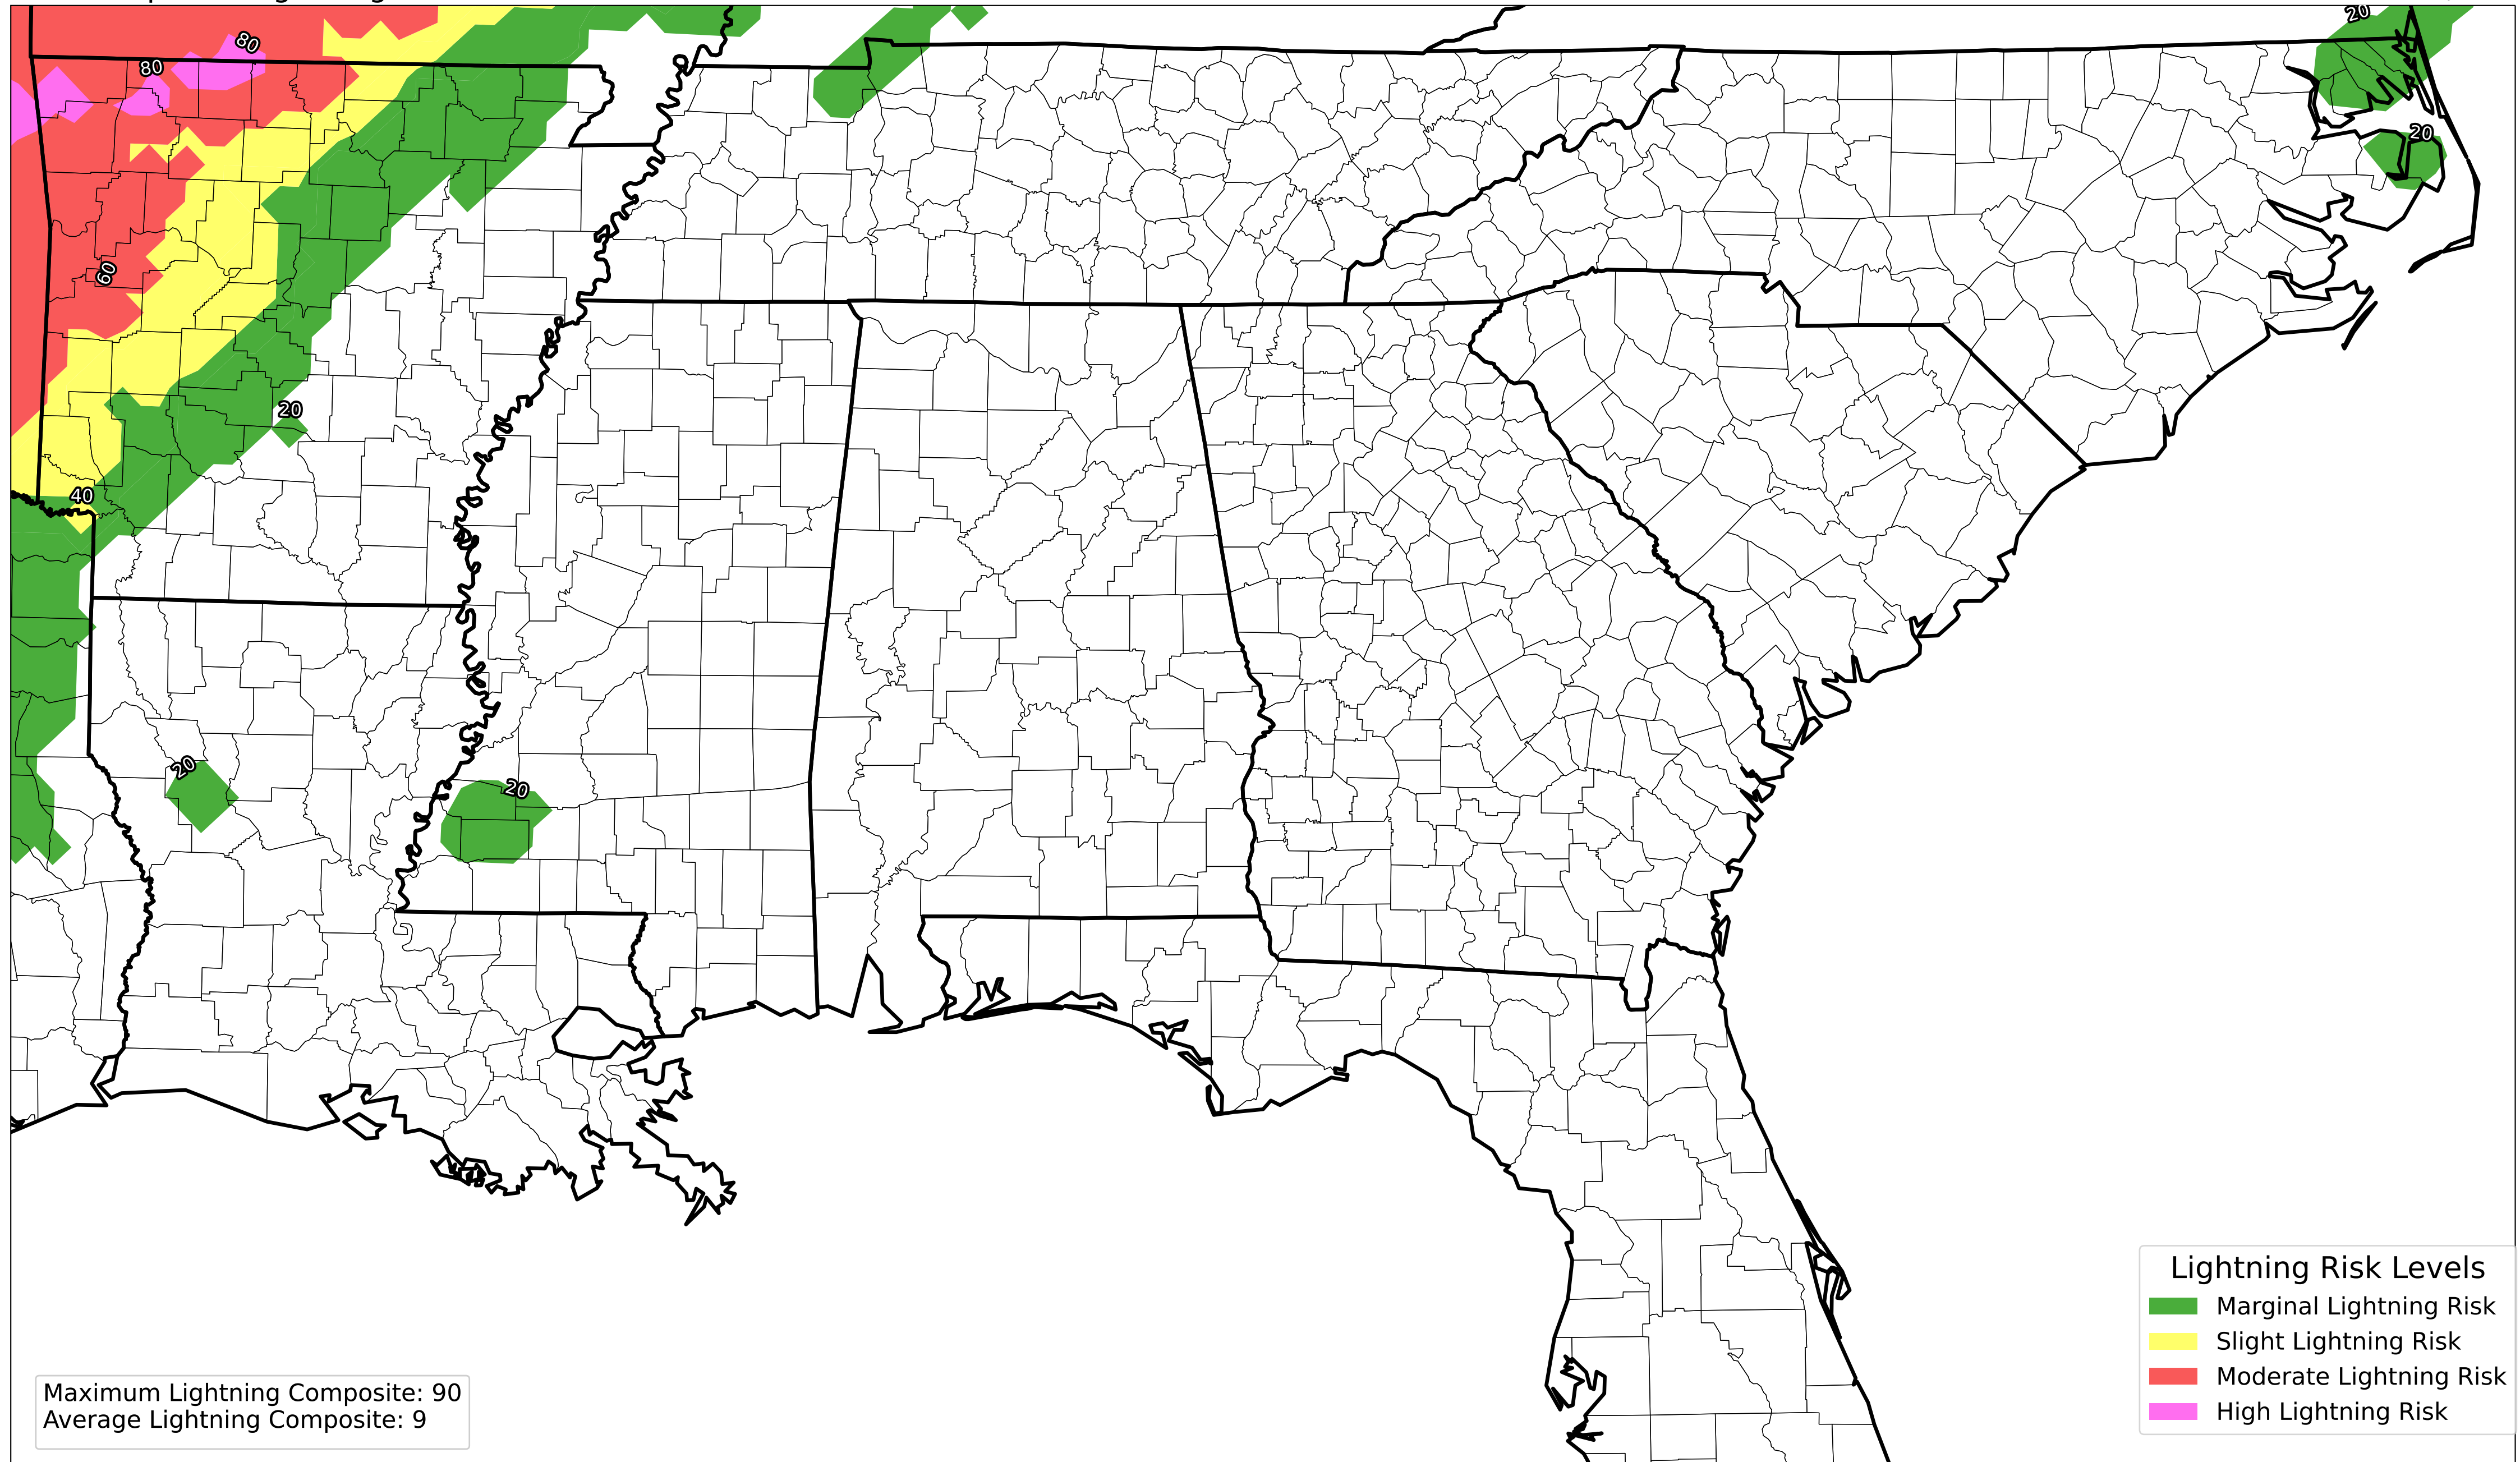 20
80
80
20
60
20
40
20
20
Lightning Risk Levels
Marginal Lightning Risk
Slight Lightning Risk
Moderate Lightning Risk
High Lightning Risk
Maximum Lightning Composite: 90
Average Lightning Composite: 9